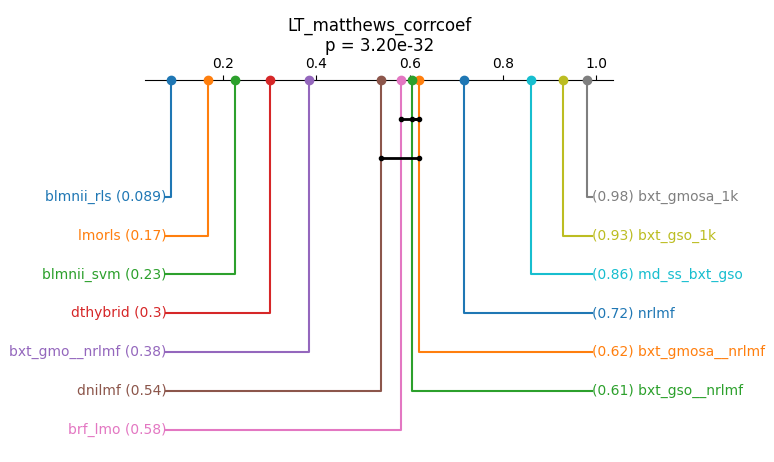 LT_matthews_corrcoef
p = 3.20e-32
0.2 0.4 0.6 0.8 1.0
blmnii_rls (0.089)
(0.98) bxt_gmosa_1k
lmorls (0.17)
(0.93) bxt_gso_1k
blmnii_svm (0.23)
(0.86) md_ss_bxt_gso
dthybrid (0.3)
(0.72) nrlmf
bxt_gmo__nrlmf (0.38)
(0.62) bxt_gmosa__nrlmf
dnilmf (0.54)
(0.61) bxt_gso__nrlmf
brf_lmo (0.58)